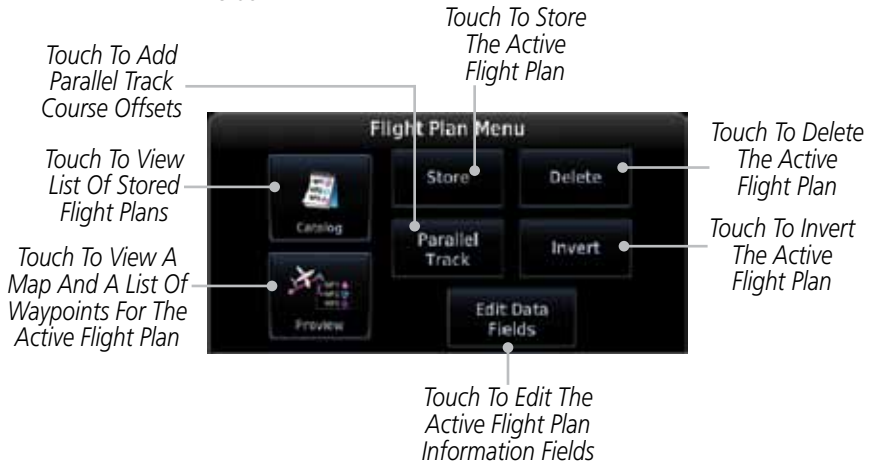 Touch To Store
The Active
Flight Plan
Touch To Add
Parallel Track
Course Offsets
Touch To View
List Of Stored
Flight Plans
Touch To View A
Map And A List Of
Waypoints For The
Active Flight Plan
Flight Plan Menu
Catalog
Store
Delete
Parallel
Track
Invert
Preview
Edit Data
Fields
Touch To Delete
The Active
Flight Plan
Touch To Invert
The Active
Flight Plan
Touch To Edit The
Active Flight Plan
Information Fields